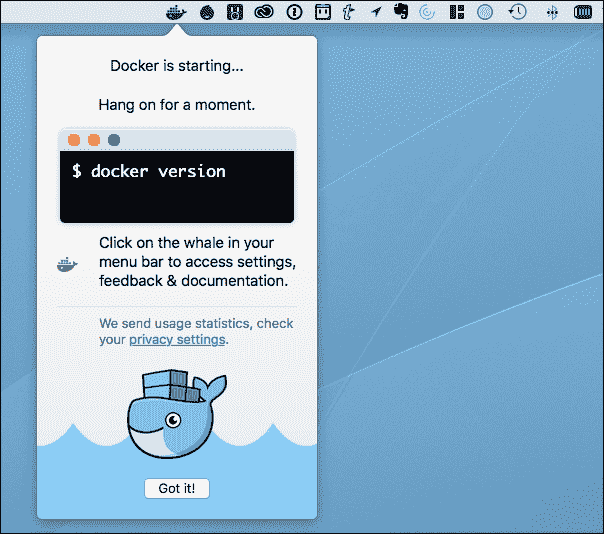 Docker is starting...
Hang on for a moment.
$ docker version
Click on the whale in your
menu bar to access settings,
feedback & documentation.
We send usage statistics, check
your privacy settings.
Got it!